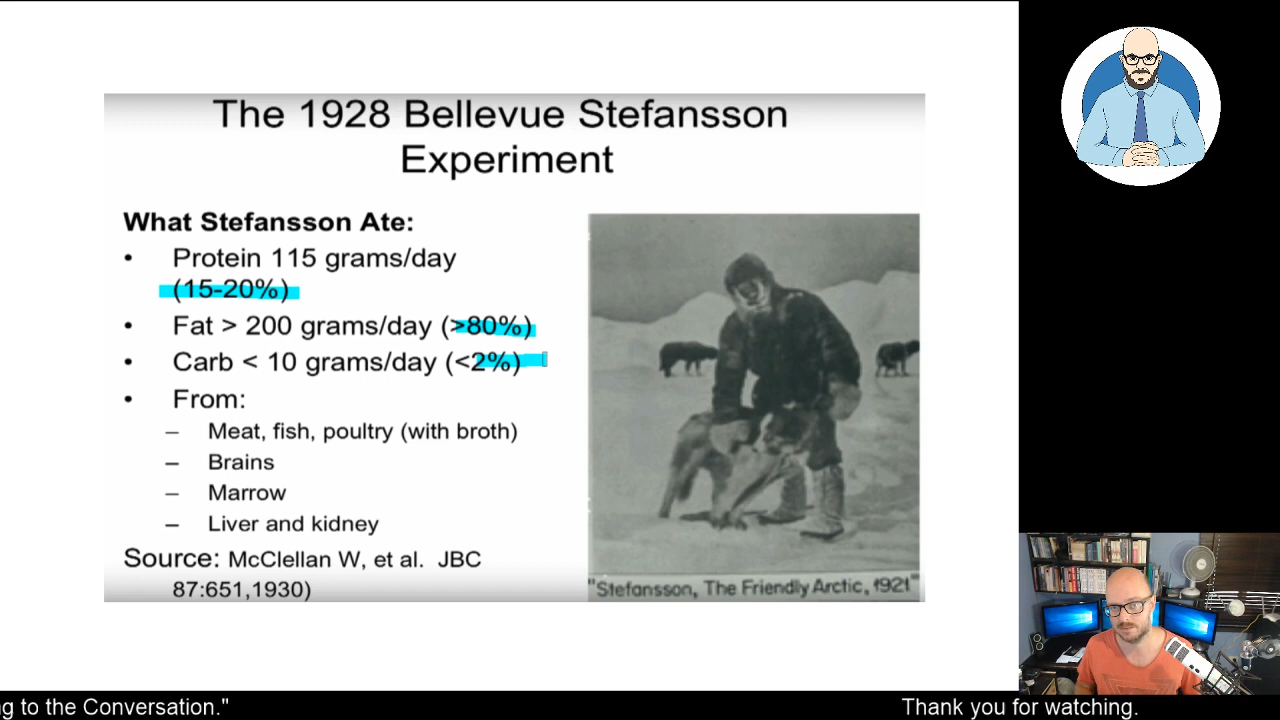 The 1928 Bellevue Stefansson
Experiment
What Stefansson Ate:
• Protein 115 grams/day
(15-20%)
• Fat > 200 grams/day (>80%)
• Carb < 10 grams/day (<2%)
• From:
– Meat, fish, poultry (with broth)
– Brains
– Marrow
– Liver and kidney
Source: McClellan W, et al. JBC
87:651,1930)
"Stefansson, The Friendly Arctic, 1921"
g to the Conversation."
Thank you for watching.